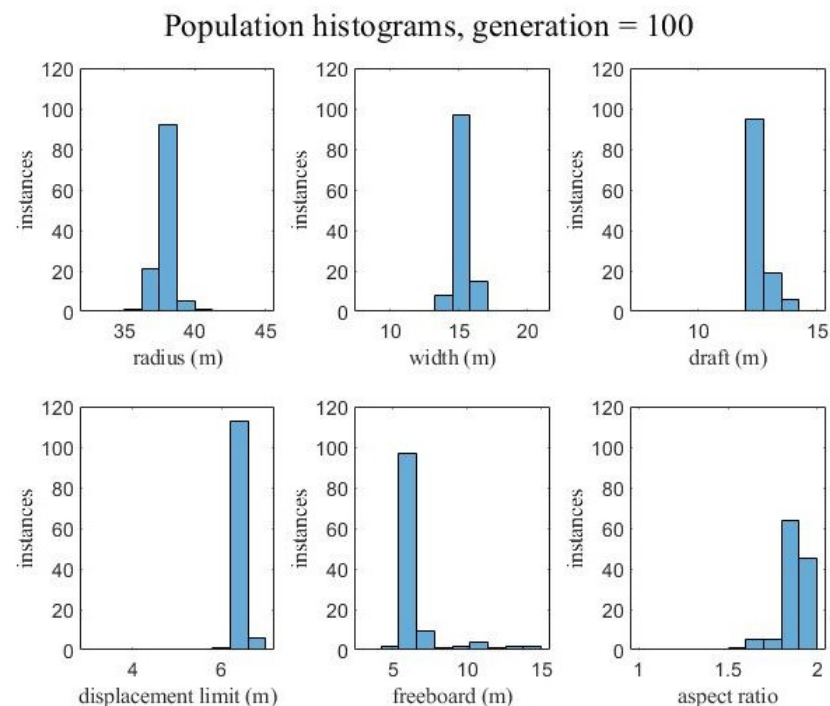 Population histograms, generation = 100
120
100
80
60
40
20
0
instances
35 40 45
radius (m)
120
100
80
60
40
20
0
instances
10 15 20
width (m)
120
100
80
60
40
20
0
instances
10 15
draft (m)
120
100
80
60
40
20
0
instances
4 6
displacement limit (m)
120
100
80
60
40
20
0
instances
5 10 15
freeboard (m)
120
100
80
60
40
20
0
instances
1 1.5 2
aspect ratio